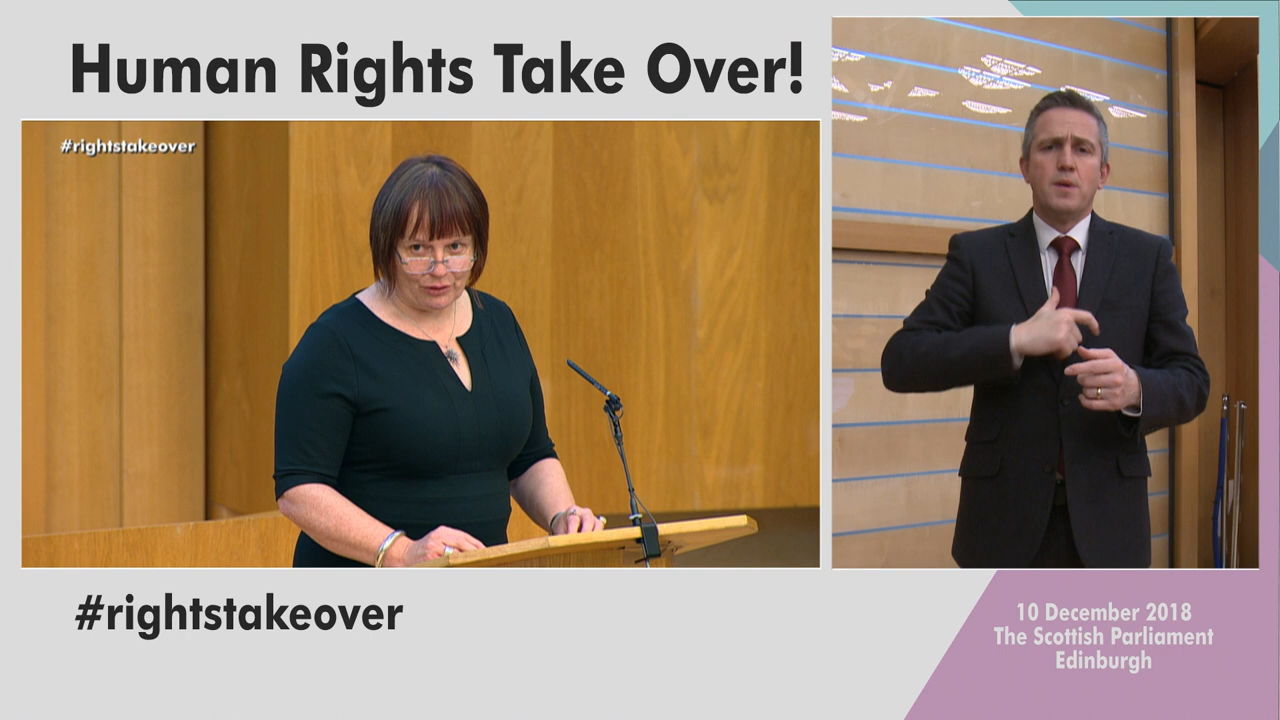 Human Rights Take Over!
#rightstakeover
#rightstakeover
10 December 2018
The Scottish Parliament
Edinburgh